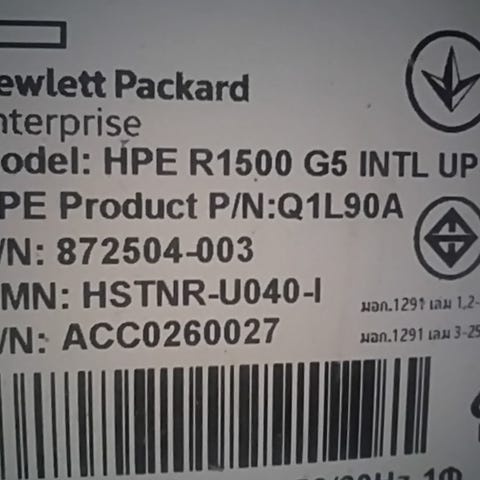 ewlett Packard
nterprise
odel: HPE R1500 G5 INTL UP
PE Product P/N:Q1L90A
/N: 872504-003
MN: HSTNR-U040-I
มอก.1291 เล่ม 1,2-
/N: ACC0260027
มอก.1291 เล่ม 3-25